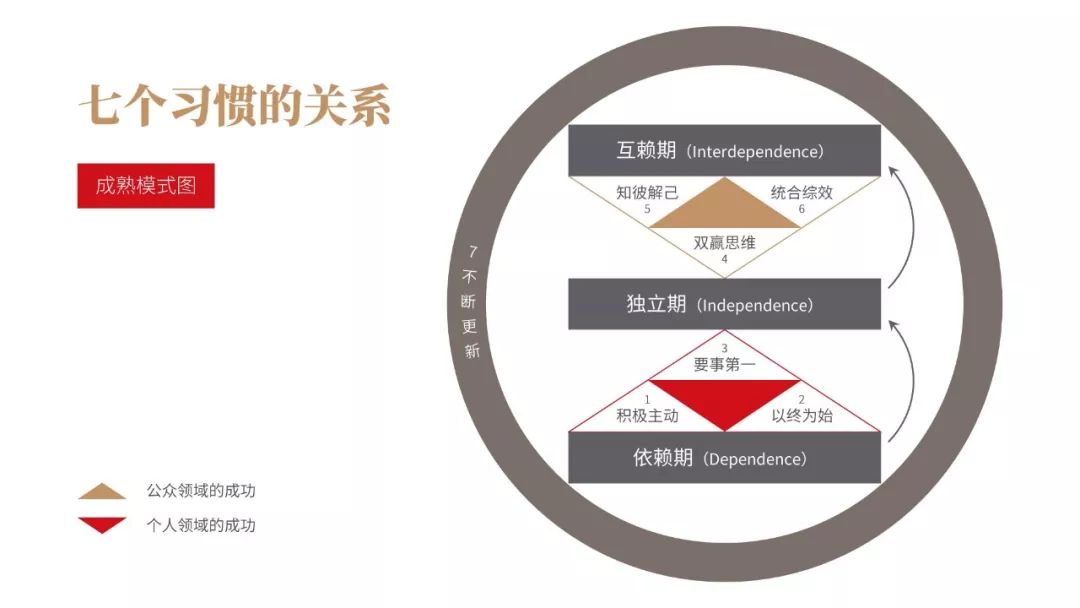 七个习惯的关系
成熟模式图
互赖期（Interdependence）
知彼解己
5
统合综效
6
双赢思维
4
独立期（Independence）
3
要事第一
1
积极主动
2
以终为始
依赖期（Dependence）
7
不
断
更
新
公众领域的成功
个人领域的成功